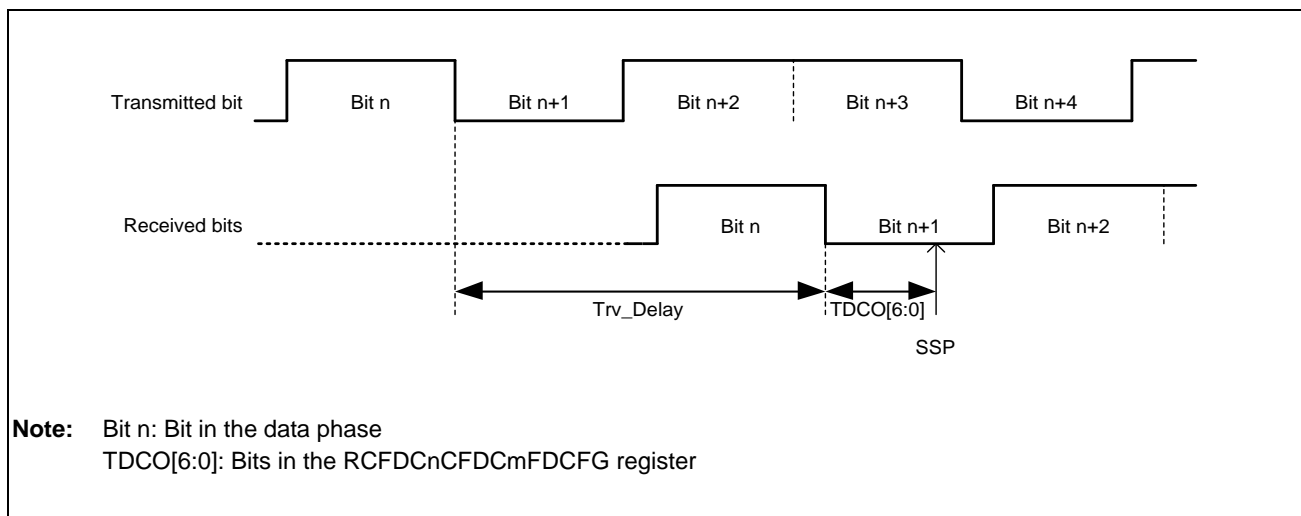 Transmitted bit Bit n Bit n+1 Bit n+2 Bit n+3 Bit n+4
Received bits Bit n Bit n+1 Bit n+2
Trv_Delay TDCO[6:0]
SSP
Note: Bit n: Bit in the data phase
TDCO[6:0]: Bits in the RCFDCnCFDCmFDCFG register